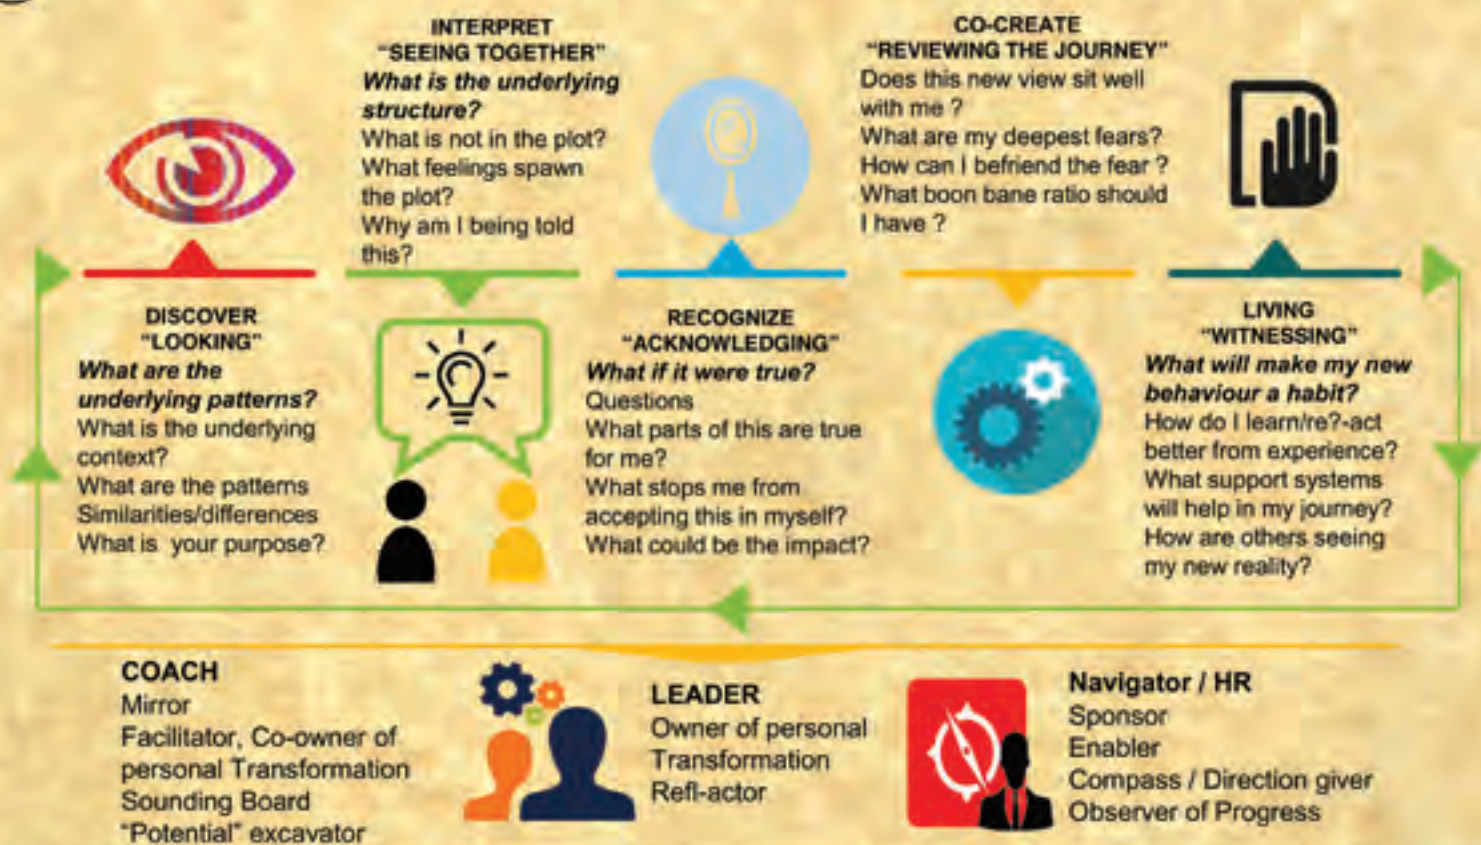 INTERPRET
"SEEING TOGETHER"
What is the underlying
structure?
What is not in the plot?
What feelings spawn
the plot?
Why am I being told
this?
CO-CREATE
"REVIEWING THE JOURNEY"
Does this new view sit well
with me ?
What are my deepest fears?
How can I befriend the fear ?
What boon bane ratio should
I have ?
DISCOVER
"LOOKING"
What are the
underlying patterns?
What is the underlying
context?
What are the patterns
Similarities/differences
What is your purpose?
RECOGNIZE
"ACKNOWLEDGING"
What if it were true?
Questions
What parts of this are true
for me?
What stops me from
accepting this in myself?
What could be the impact?
LIVING
"WITNESSING"
What will make my new
behaviour a habit?
How do I learn/re?-act
better from experience?
What support systems
will help in my journey?
How are others seeing
my new reality?
COACH
Mirror
Facilitator, Co-owner of
personal Transformation
Sounding Board
"Potential" excavator
LEADER
Owner of personal
Transformation
Refl-actor
Navigator / HR
Sponsor
Enabler
Compass / Direction giver
Observer of Progress